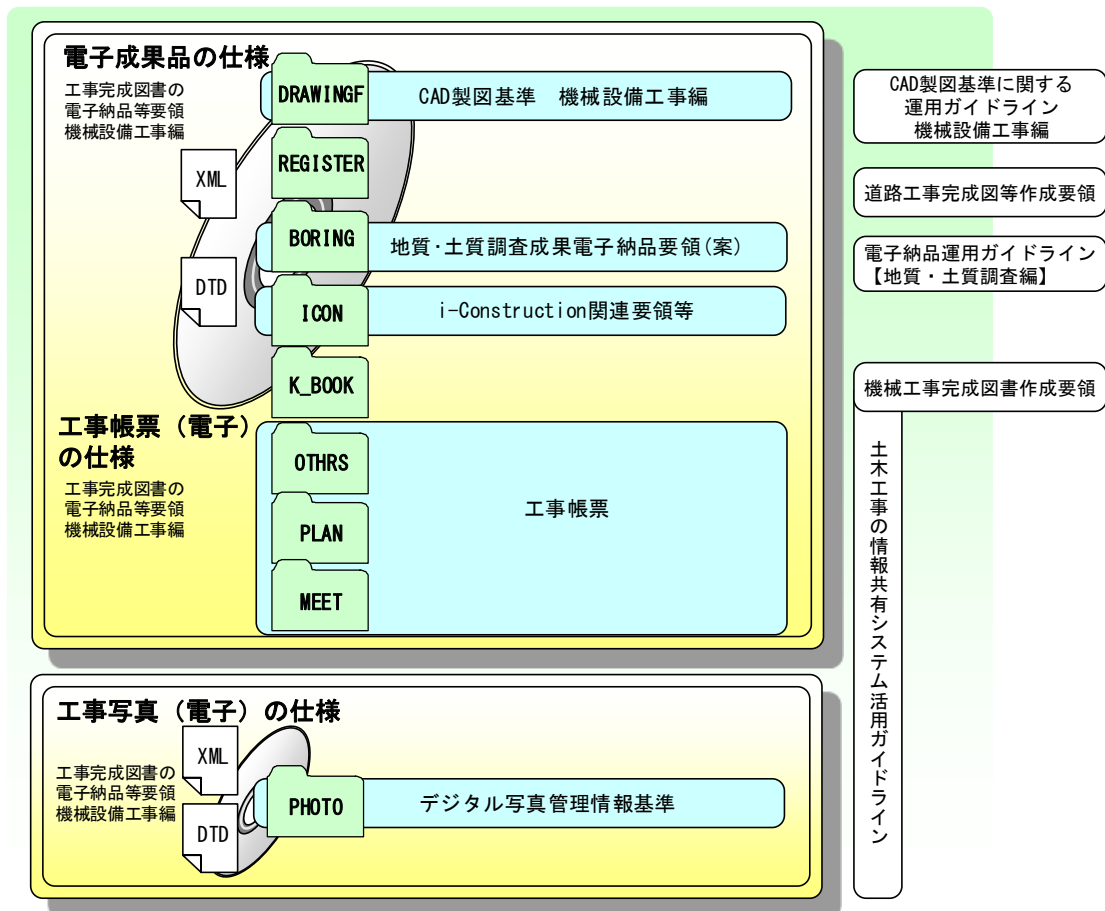 電子成果品の仕様
工事完成図書の
電子納品等要領
機械設備工事編
XML
DTD
DRAWINGF
CAD製図基準 機械設備工事編
REGISTER
BORING
地質・土質調査成果電子納品要領(案)
ICON
i-Construction関連要領等
K_BOOK
工事帳票（電子）
の仕様
工事完成図書の
電子納品等要領
機械設備工事編
OTHRS
PLAN
MEET
工事帳票
工事写真（電子）の仕様
工事完成図書の
電子納品等要領
機械設備工事編
XML
DTD
PHOTO
デジタル写真管理情報基準
CAD製図基準に関する
運用ガイドライン
機械設備工事編
道路工事完成図等作成要領
電子納品運用ガイドライン
【地質・土質調査編】
機械工事完成図書作成要領
土木工事の情報共有システム活用ガイドライン